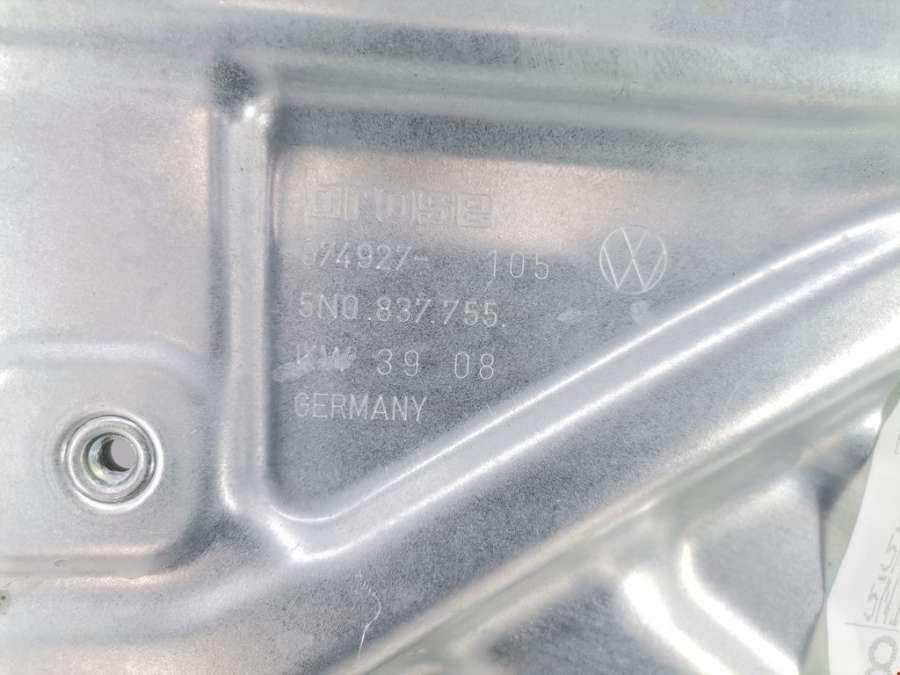 brose
974927- 105
5N0.837.755.
KW 39 08
GERMANY